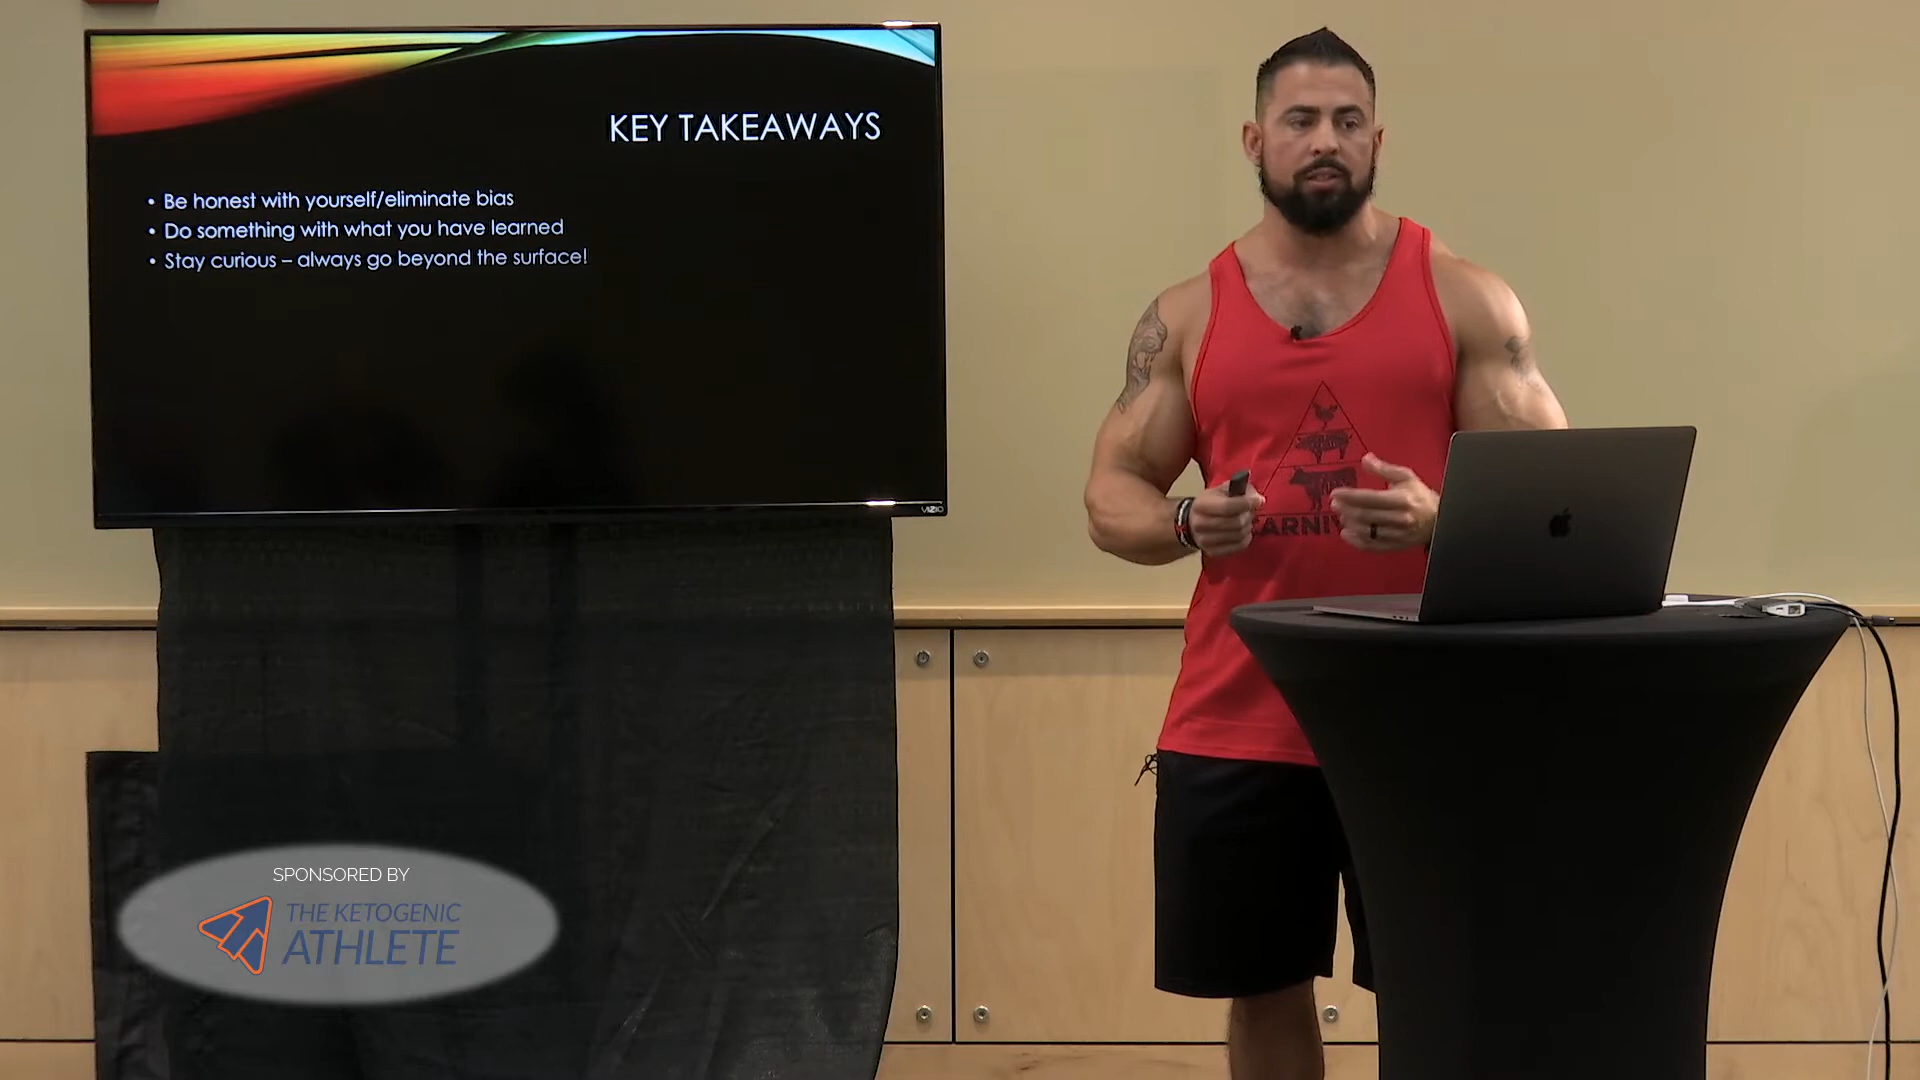 KEY TAKEAWAYS
• Be honest with yourself/eliminate bias
• Do something with what you have learned
• Stay curious – always go beyond the surface!
VIZIO
SPONSORED BY
THE KETOGENIC
ATHLETE